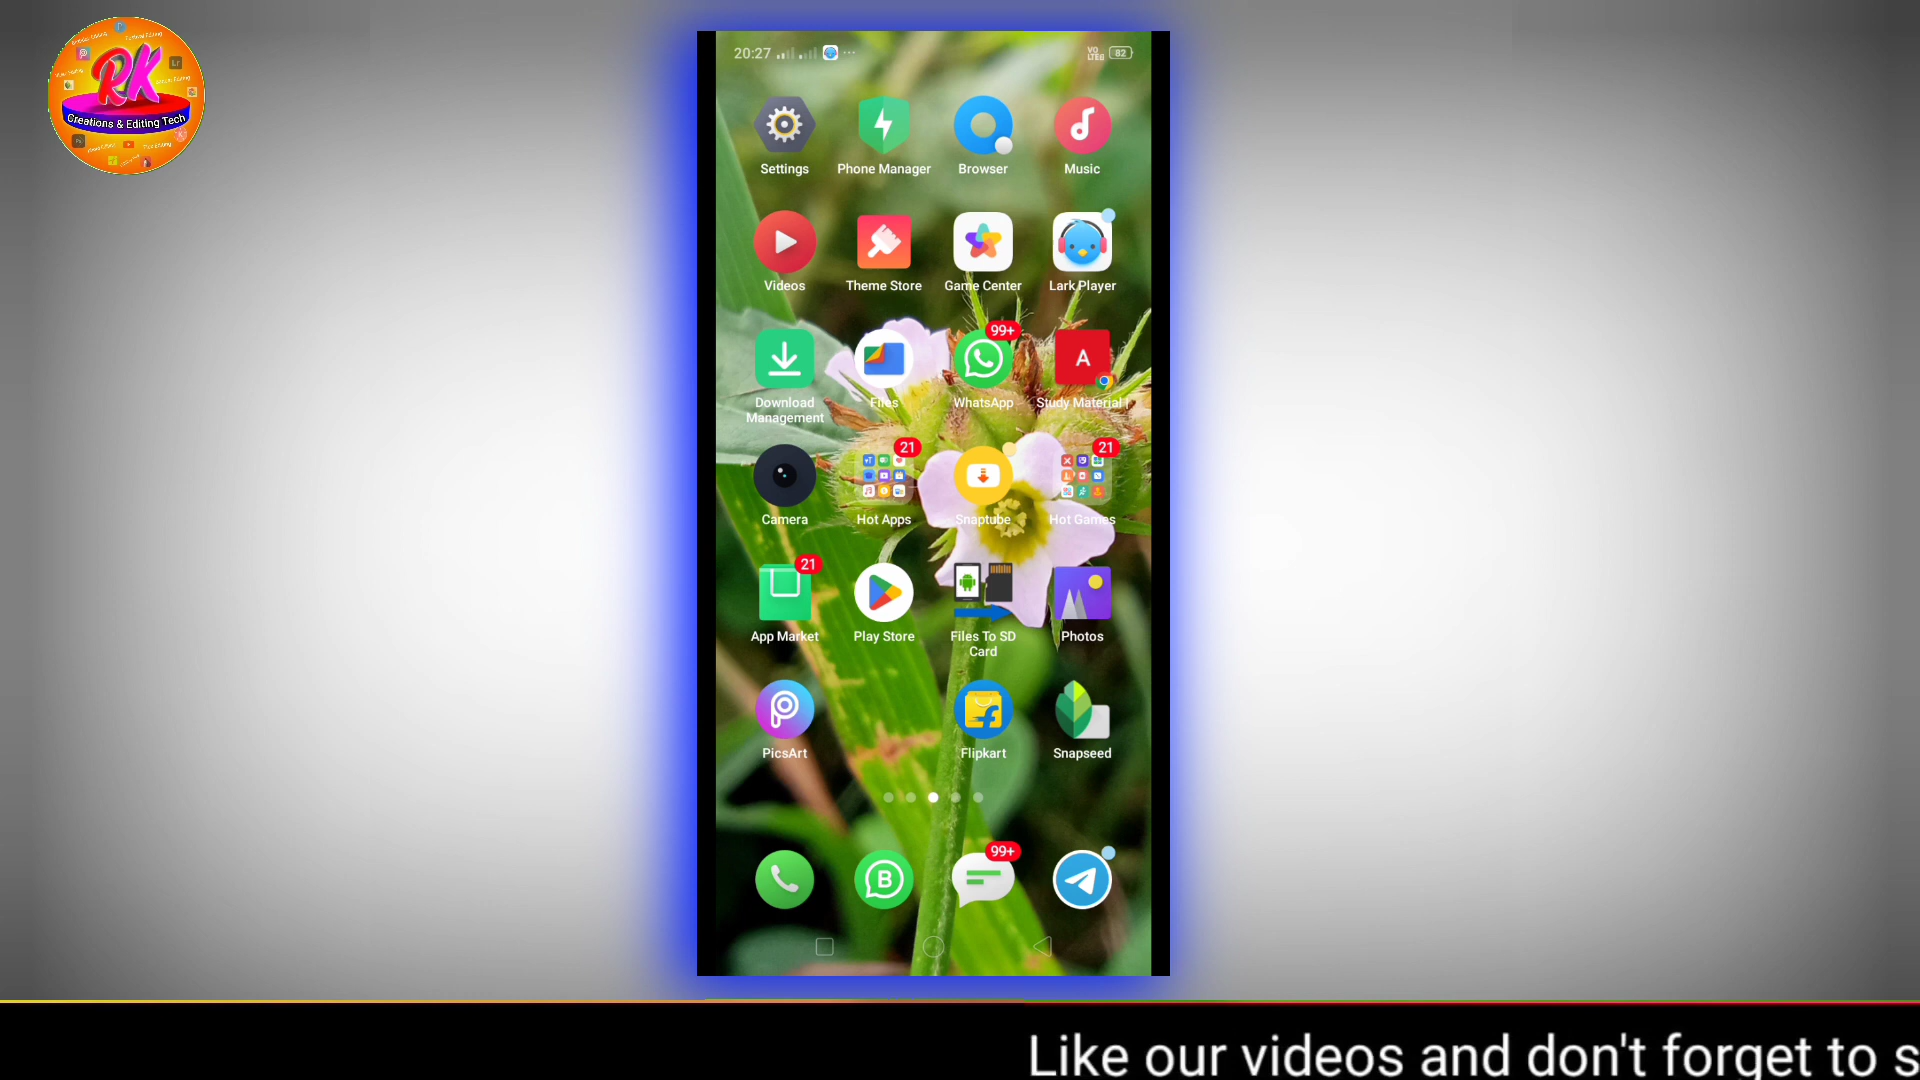 RK
Creations & Editing Tech
20:27
VO
LTE
82
Settings
Phone Manager
Browser
Music
Videos
Theme Store
Game Center
Lark Player
99+
A
Download
Management
Files
WhatsApp
Study Material
21
21
Camera
Hot Apps
Snaptube
Hot Games
21
App Market
Play Store
Files To SD
Card
Photos
PicsArt
Flipkart
Snapseed
99+
B
Like our videos and don't forget to s